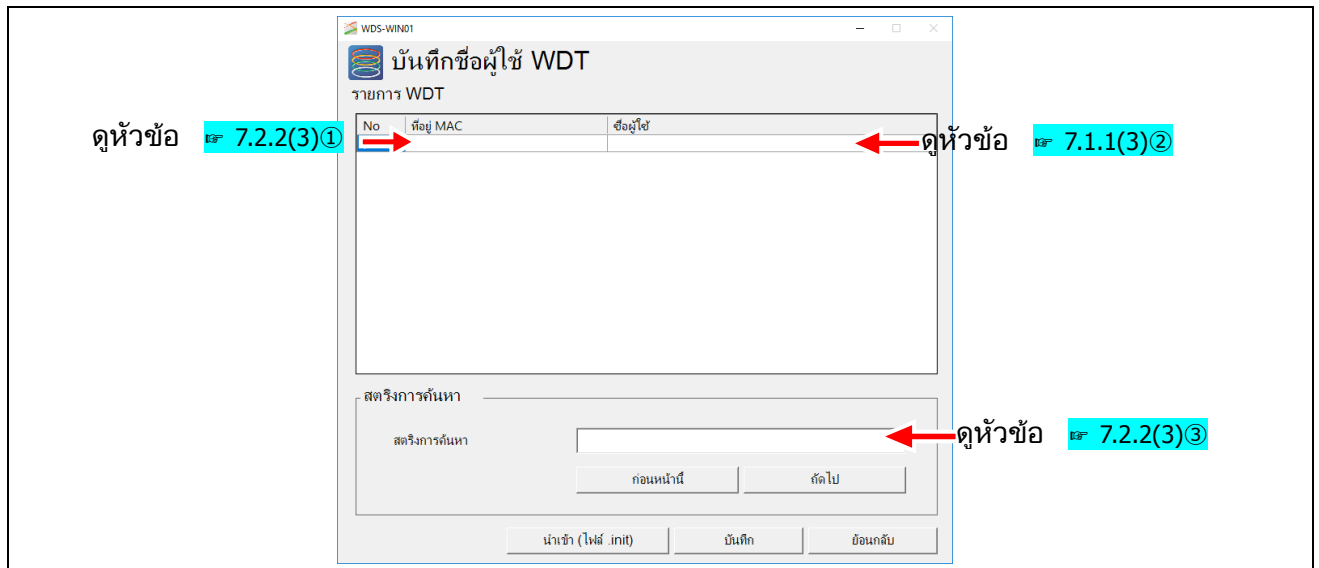 WDS-WIN01
บันทึกชื่อผู้ใช้ WDT
รายการ WDT
No ที่อยู่ MAC ชื่อผู้ใช้
ดูหัวข้อ ☞ 7.2.2(3)①
ดูหัวข้อ ☞ 7.1.1(3)②
สตริงการค้นหา
สตริงการค้นหา
ดูหัวข้อ ☞ 7.2.2(3)③
ก่อนหน้านี้ ถัดไป
นำเข้า (ไฟล์ .init) บันทึก ย้อนกลับ